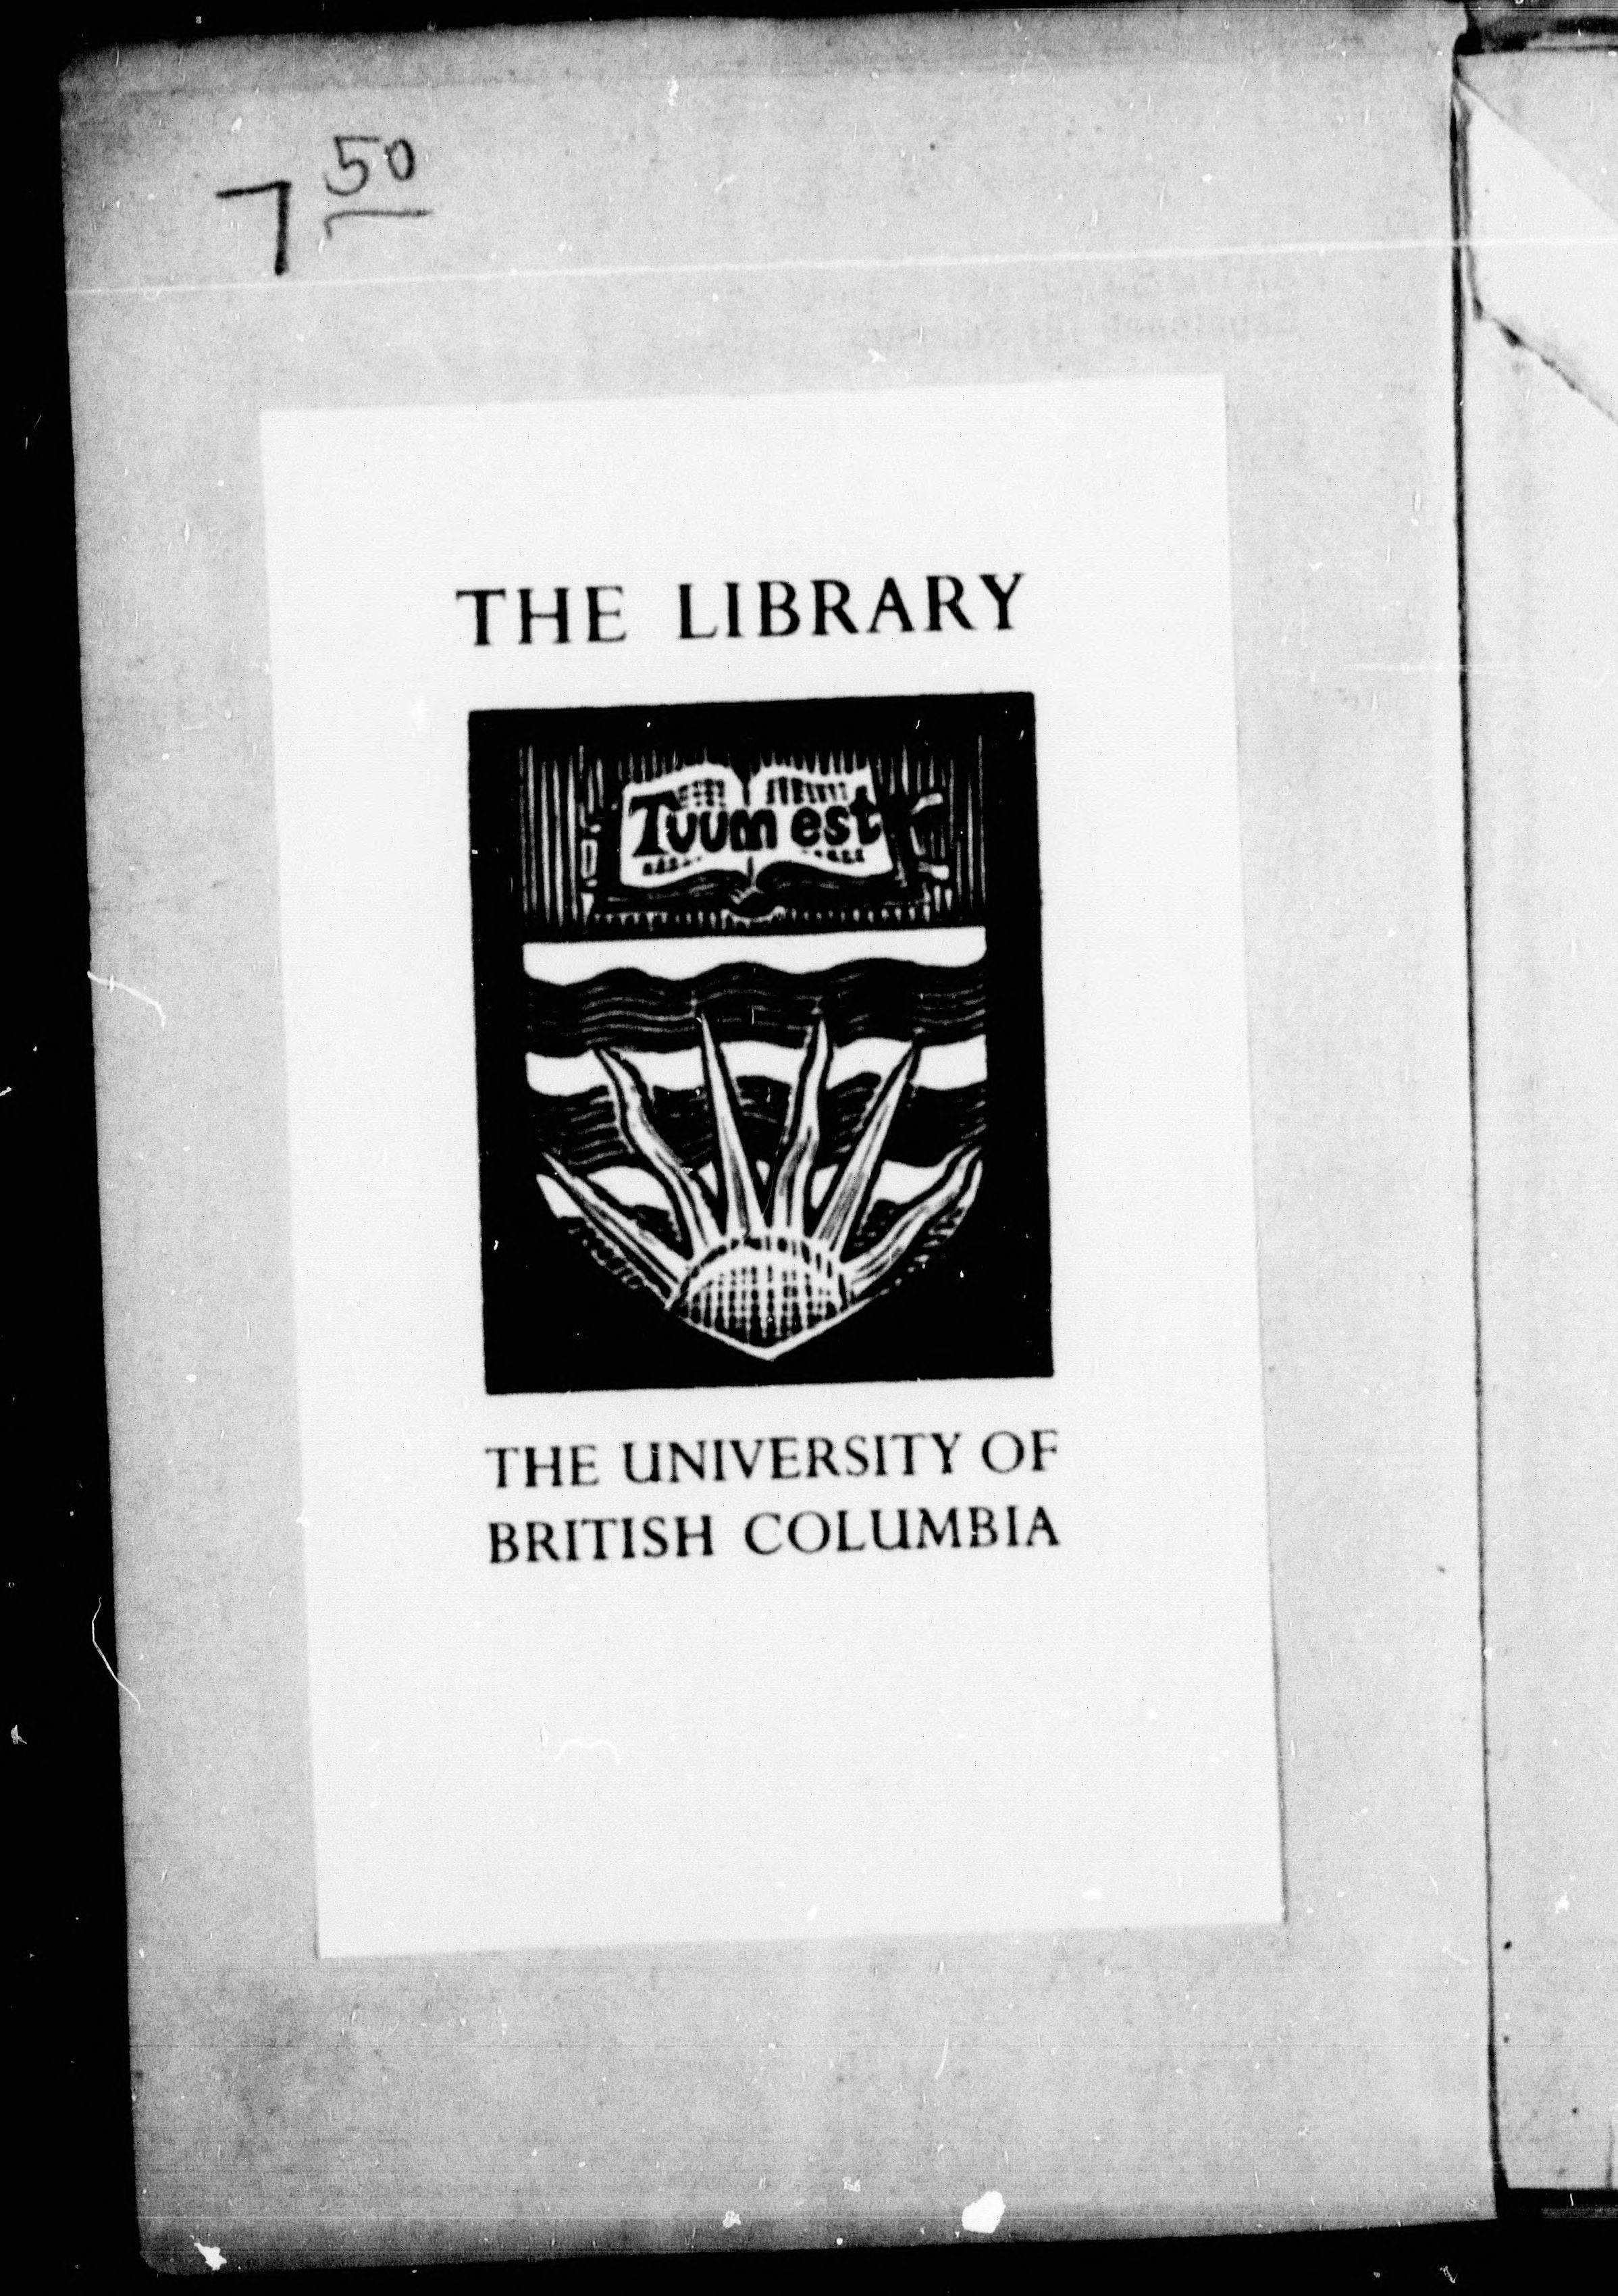 7 50
THE LIBRARY
Tuum est
THE UNIVERSITY OF
BRITISH COLUMBIA